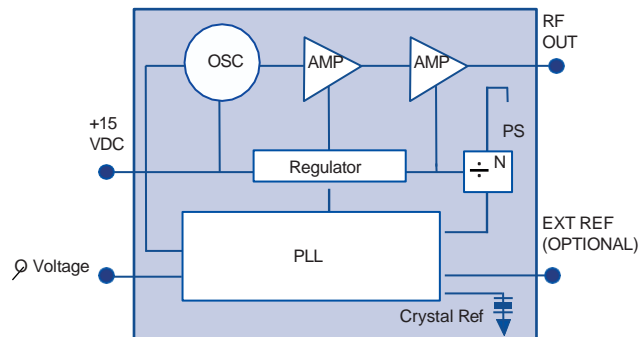 RF
OUT
OSC
AMP
AMP
+15
VDC
PS
Regulator
÷ N
PLL
EXT REF
(OPTIONAL)
Voltage
Crystal Ref